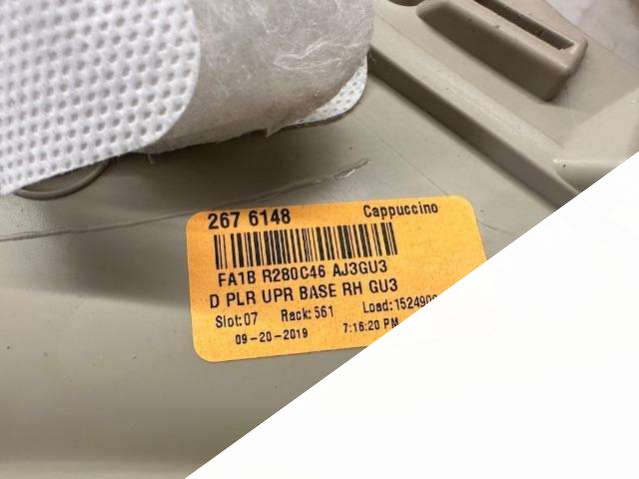 267 6148 Cappuccino
FA1B R280C46 AJ3GU3
D PLR UPR BASE RH GU3
Slot:07 Rack:561 Load:
09-20-2019 7:16:20 PM